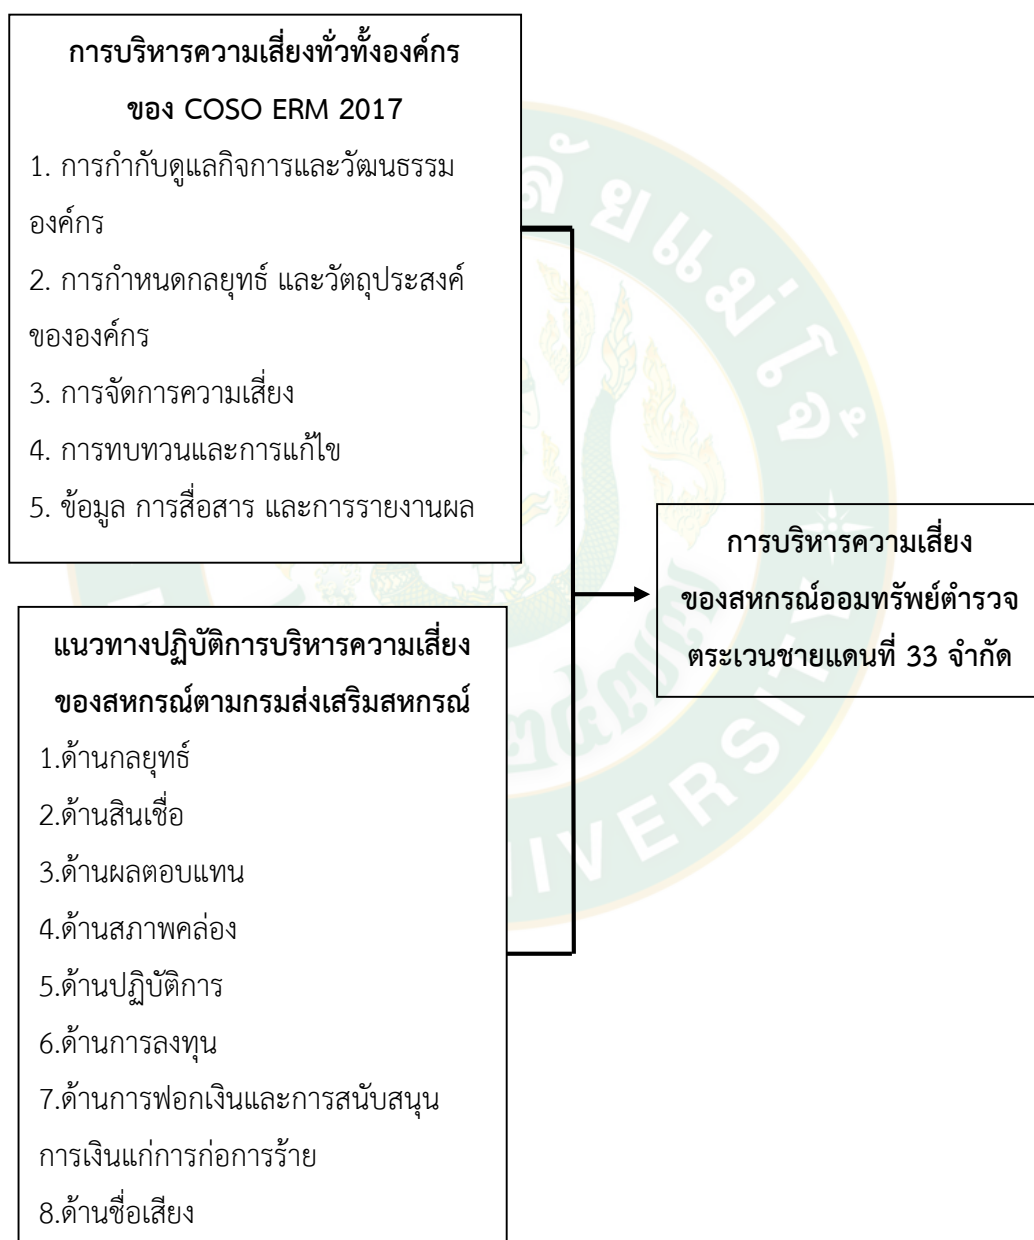 การบริหารความเสี่ยงทั่วทั้งองค์กร
ของ COSO ERM 2017
1. การกำกับดูแลกิจการและวัฒนธรรม
องค์กร
2. การกำหนดกลยุทธ์ และวัตถุประสงค์
ขององค์กร
3. การจัดการความเสี่ยง
4. การทบทวนและการแก้ไข
5. ข้อมูล การสื่อสาร และการรายงานผล
แนวทางปฏิบัติการบริหารความเสี่ยง
ของสหกรณ์ตามกรมส่งเสริมสหกรณ์
1.ด้านกลยุทธ์
2.ด้านสินเชื่อ
3.ด้านผลตอบแทน
4.ด้านสภาพคล่อง
5.ด้านปฏิบัติการ
6.ด้านการลงทุน
7.ด้านการฟอกเงินและการสนับสนุน
การเงินแก่การก่อการร้าย
8.ด้านชื่อเสียง
การบริหารความเสี่ยง
ของสหกรณ์ออมทรัพย์ตำรวจ
ตระเวนชายแดนที่ 33 จำกัด